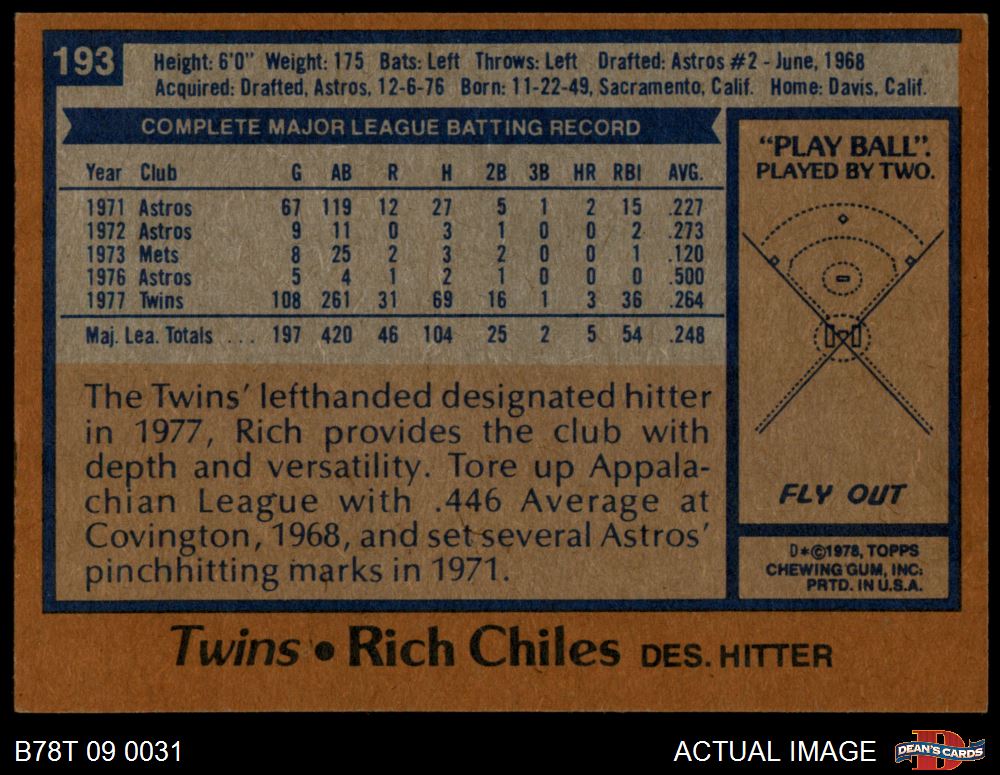 193
Height: 6'0" Weight: 175 Bats: Left Throws: Left Drafted: Astros #2 - June, 1968
Acquired: Drafted, Astros, 12-6-76 Born: 11-22-49, Sacramento, Calif. Home: Davis, Calif.
COMPLETE MAJOR LEAGUE BATTING RECORD
Year Club G AB R H 2B 3B HR RBI AVG.
1971 Astros 67 119 12 27 5 1 2 15 .227
1972 Astros 9 11 0 3 1 0 0 2 .273
1973 Mets 8 25 2 3 2 0 0 1 .120
1976 Astros 5 4 1 2 1 0 0 0 .500
1977 Twins 108 261 31 69 16 1 3 36 .264
Maj. Lea. Totals ... 197 420 46 104 25 2 5 54 .248
The Twins' lefthanded designated hitter
in 1977, Rich provides the club with
depth and versatility. Tore up Appala-
chian League with .446 Average at
Covington, 1968, and set several Astros'
pinchhitting marks in 1971.
"PLAY BALL".
PLAYED BY TWO.
FLY OUT
D*©1978, TOPPS
CHEWING GUM, INC.
PRTD. IN U.S.A.
Twins • Rich Chiles DES. HITTER
B78T 09 0031
ACTUAL IMAGE
DEAN'S CARDS